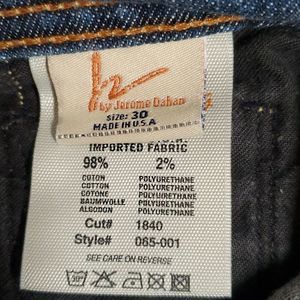 by Jerome Dahan
size: 30
MADE IN U.S.A
IMPORTED FABRIC
98% 2%
COTON POLYURETHANE
COTTON POLYURETHANE
COTONE POLYURETHANE
BAUMWOLLE POLYURETHANE
ALGODON POLYURETHANE
Cut# 1840
Style# 065-001
SEE CARE ON REVERSE